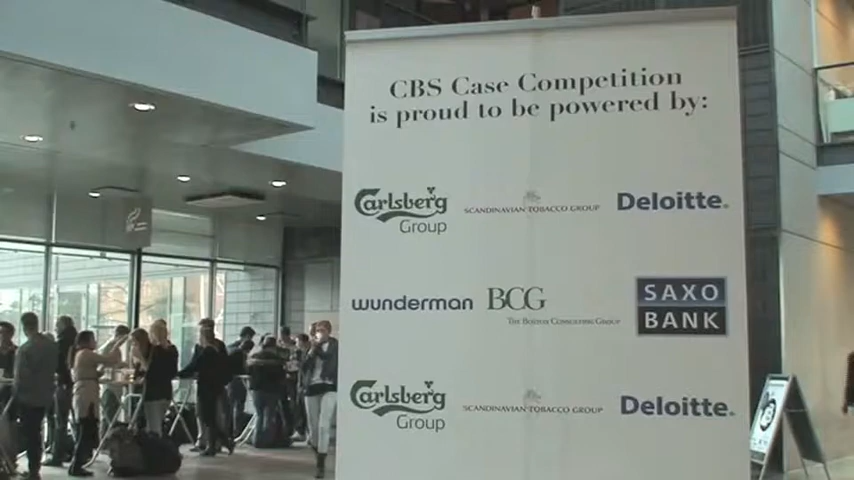 CBS Case Competition
is proud to be powered by:
Carlsberg
Group
SCANDINAVIAN TOBACCO GROUP
Deloitte.
wunderman
BCG
THE BOSTON CONSULTING GROUP
SAXO
BANK
Carlsberg
Group
SCANDINAVIAN TOBACCO GROUP
Deloitte.